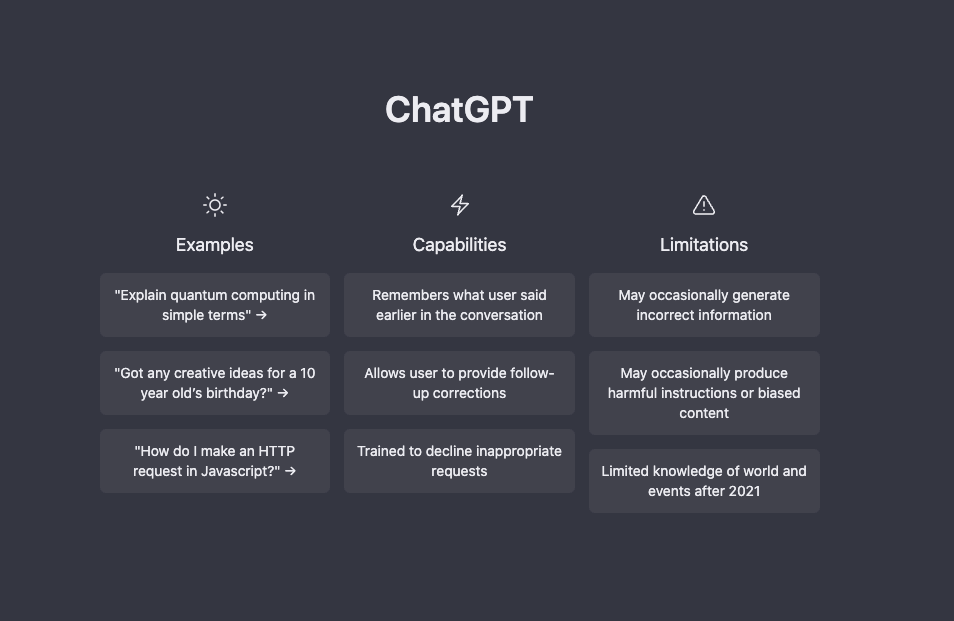 ChatGPT
Examples
"Explain quantum computing in
simple terms" →
"Got any creative ideas for a 10
year old's birthday?" →
"How do I make an HTTP
request in Javascript?" →
Capabilities
Remembers what user said
earlier in the conversation
Allows user to provide follow-
up corrections
Trained to decline inappropriate
requests
Limitations
May occasionally generate
incorrect information
May occasionally produce
harmful instructions or biased
content
Limited knowledge of world and
events after 2021